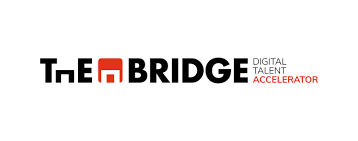 THE BRIDGE
DIGITAL
TALENT
ACCELERATOR